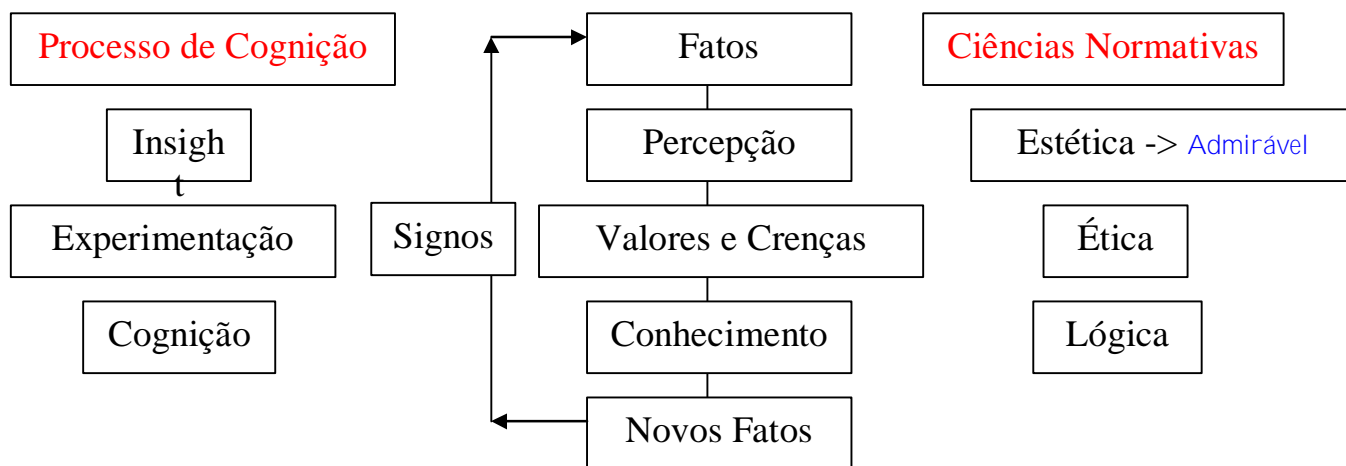 Processo de Cognição
Fatos
Ciências Normativas
Insigh
t
Percepção
Estética -> Admirável
Experimentação
Signos
Valores e Crenças
Ética
Cognição
Conhecimento
Lógica
Novos Fatos